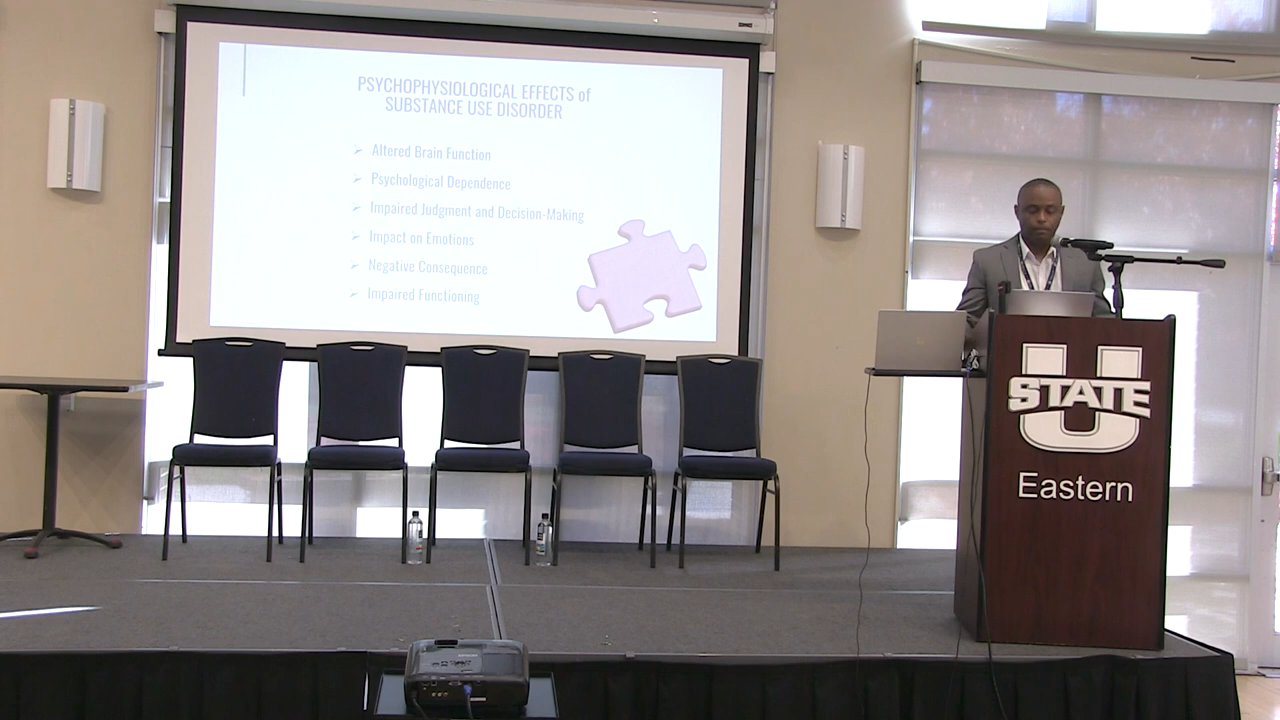 PSYCHOPHYSIOLOGICAL EFFECTS of
SUBSTANCE USE DISORDER
Altered Brain Function
Psychological Dependence
Impaired Judgment and Decision-Making
Impact on Emotions
Negative Consequence
Impaired Functioning
U
STATE
Eastern